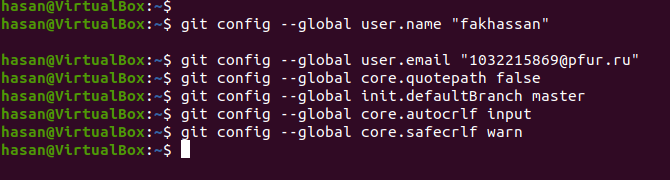 hasan@VirtualBox:~$
hasan@VirtualBox:~$ git config --global user.name "fakhassan"
hasan@VirtualBox:~$ git config --global user.email "1032215869@pfur.ru"
hasan@VirtualBox:~$ git config --global core.quotepath false
hasan@VirtualBox:~$ git config --global init.defaultBranch master
hasan@VirtualBox:~$ git config --global core.autocrlf input
hasan@VirtualBox:~$ git config --global core.safecrlf warn
hasan@VirtualBox:~$